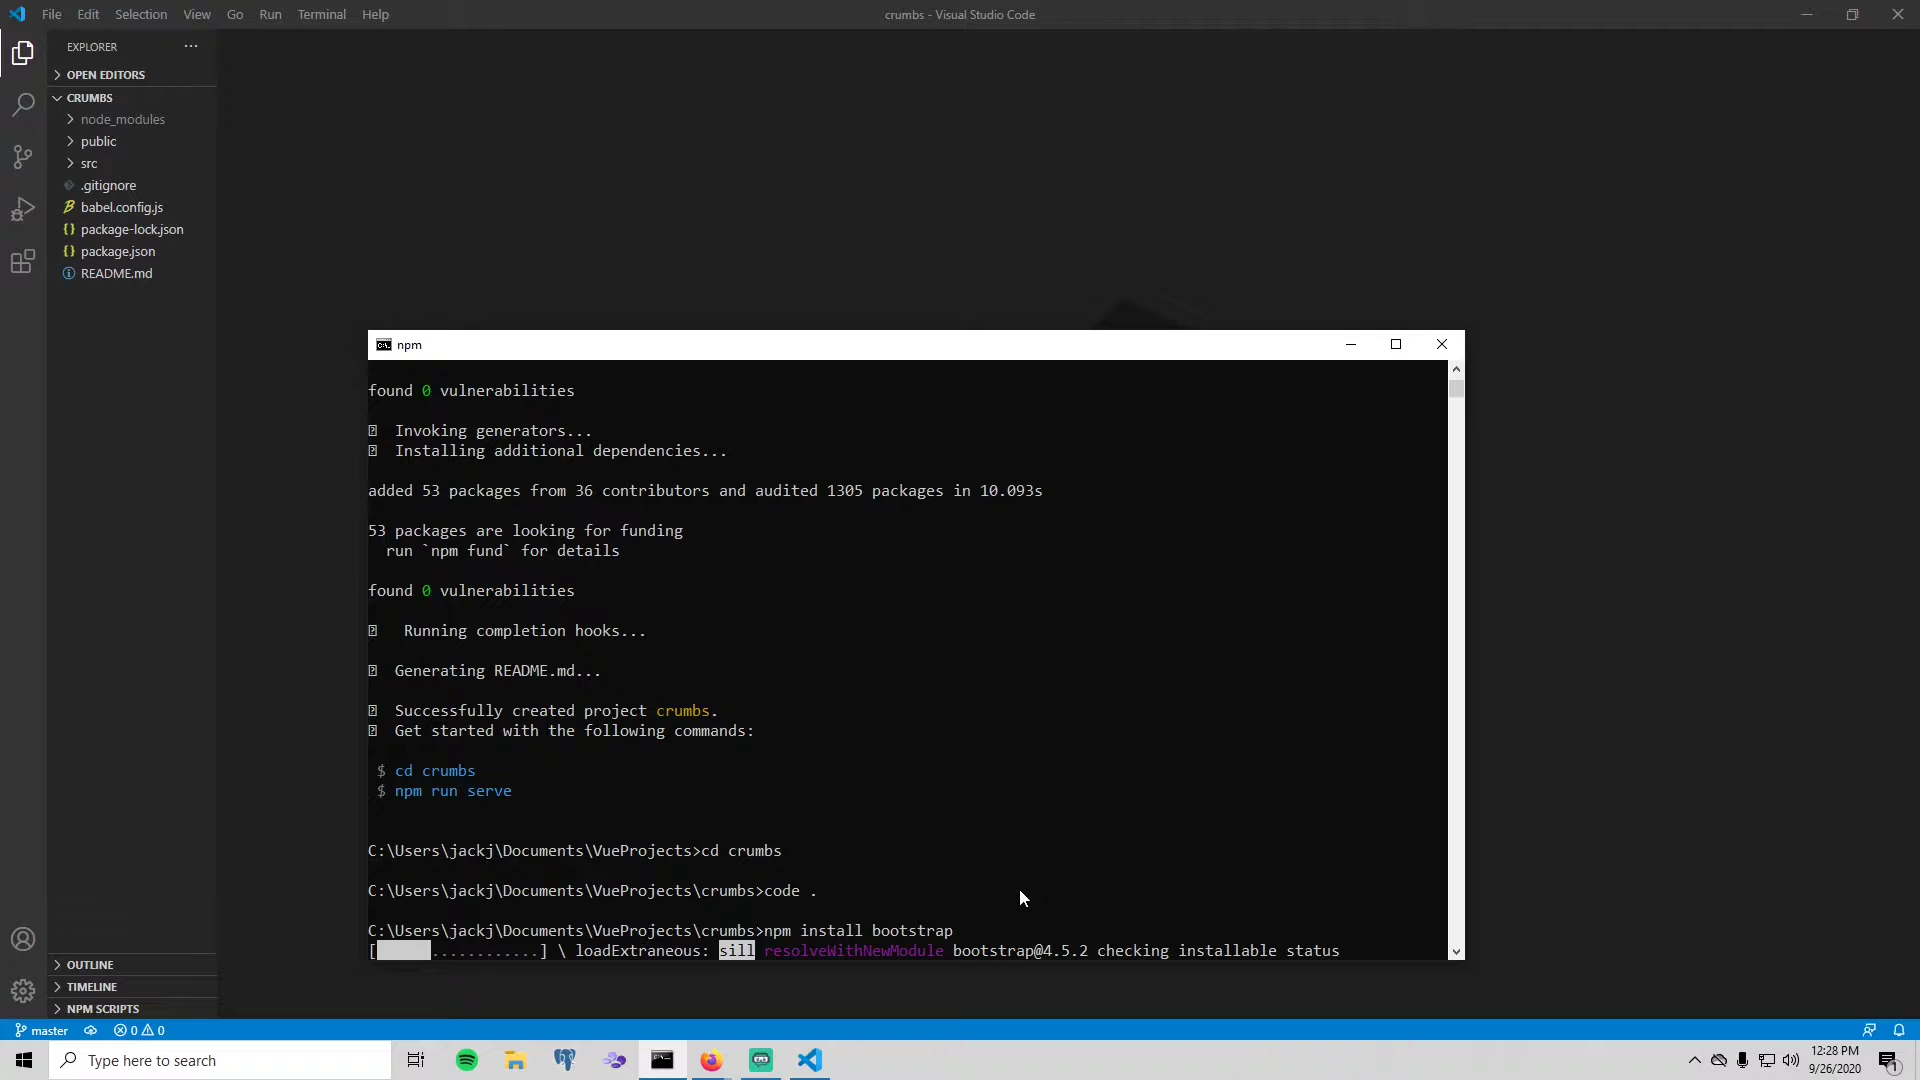 File Edit Selection View Go Run Terminal Help
crumbs - Visual Studio Code
EXPLORER
OPEN EDITORS
CRUMBS
node_modules
public
src
.gitignore
babel.config.js
package-lock.json
package.json
README.md
npm
found 0 vulnerabilities
Invoking generators...
Installing additional dependencies...
added 53 packages from 36 contributors and audited 1305 packages in 10.093s
53 packages are looking for funding
run `npm fund` for details
found 0 vulnerabilities
Running completion hooks...
Generating README.md...
Successfully created project crumbs.
Get started with the following commands:
$ cd crumbs
$ npm run serve
C:\Users\jackj\Documents\VueProjects>cd crumbs
C:\Users\jackj\Documents\VueProjects\crumbs>code .
C:\Users\jackj\Documents\VueProjects\crumbs>npm install bootstrap
[ ............] \ loadExtraneous: sill resolveWithNewModule bootstrap@4.5.2 checking installable status
OUTLINE
TIMELINE
NPM SCRIPTS
master 0 0
Type here to search
12:28 PM
9/26/2020
1